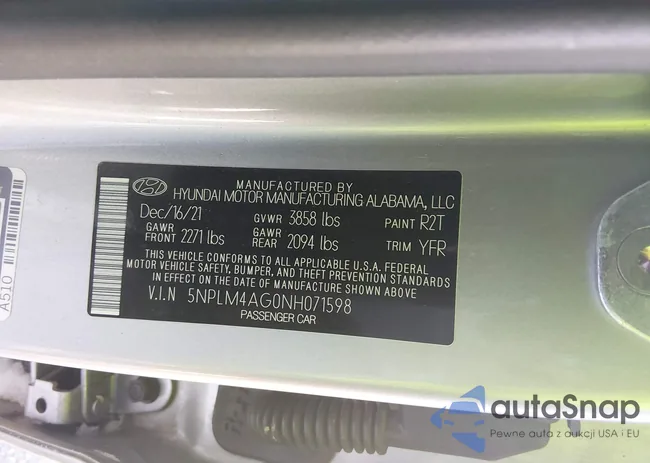 MANUFACTURED BY
HYUNDAI MOTOR MANUFACTURING ALABAMA, LLC
Dec/16/21 GVWR 3858 lbs PAINT R2T
GAWR FRONT 2271 lbs GAWR REAR 2094 lbs TRIM YFR
THIS VEHICLE CONFORMS TO ALL APPLICABLE U.S.A. FEDERAL
MOTOR VEHICLE SAFETY, BUMPER, AND THEFT PREVENTION STANDARDS
IN EFFECT ON THE DATE OF MANUFACTURE SHOWN ABOVE.
V.I.N 5NPLM4AG0NH071598
PASSENGER CAR
A510
autaSnap
Pewne auta z aukcji USA i EU